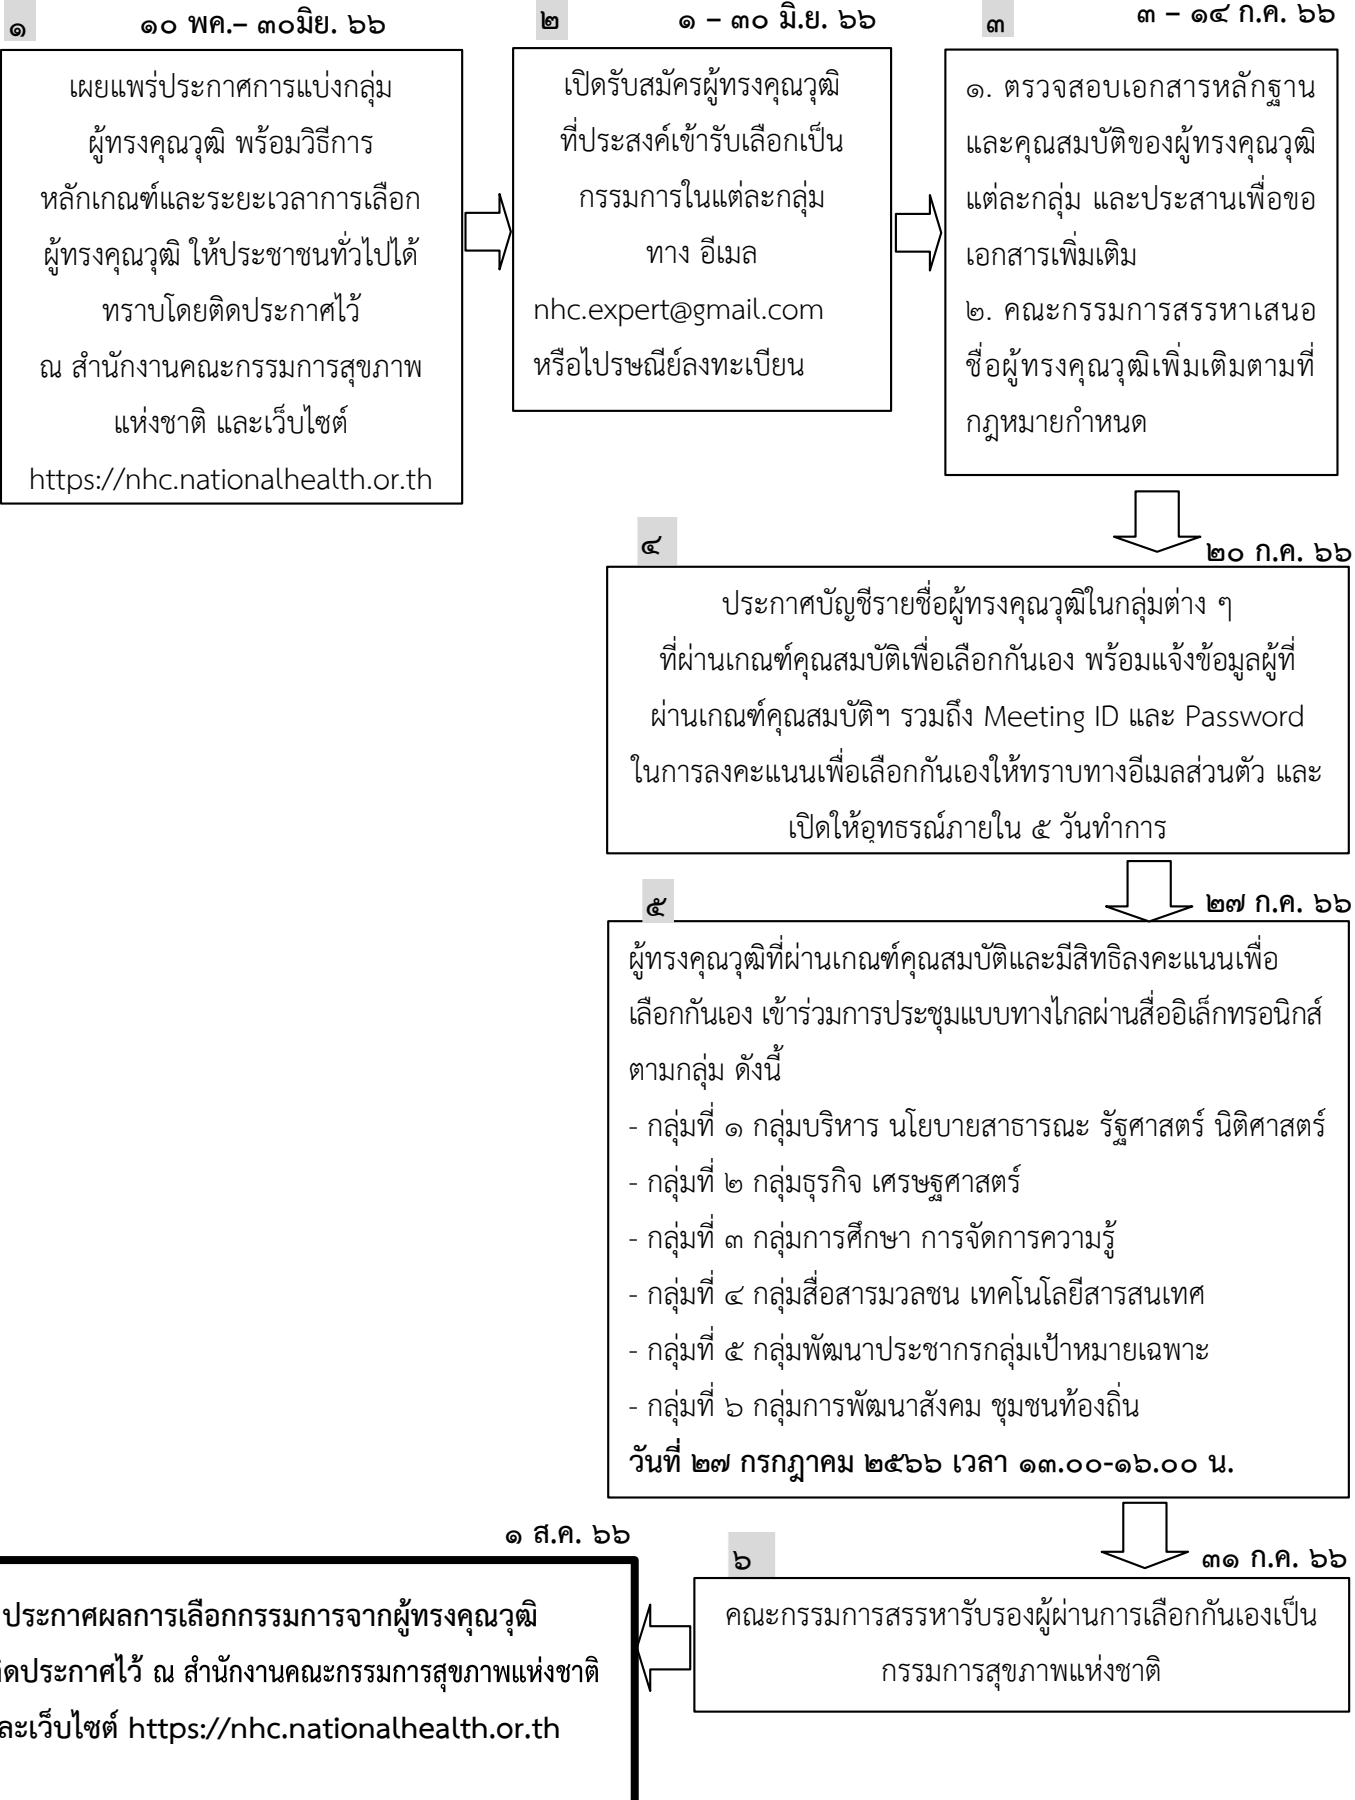 ๑
๑๐ พค.– ๓๐มิย. ๖๖
เผยแพร่ประกาศการแบ่งกลุ่ม
ผู้ทรงคุณวุฒิ พร้อมวิธีการ
หลักเกณฑ์และระยะเวลาการเลือก
ผู้ทรงคุณวุฒิ ให้ประชาชนทั่วไปได้
ทราบโดยติดประกาศไว้
ณ สำนักงานคณะกรรมการสุขภาพ
แห่งชาติ และเว็บไซต์
https://nhc.nationalhealth.or.th
๒
๑ – ๓๐ มิ.ย. ๖๖
เปิดรับสมัครผู้ทรงคุณวุฒิ
ที่ประสงค์เข้ารับเลือกเป็น
กรรมการในแต่ละกลุ่ม
ทาง อีเมล
nhc.expert@gmail.com
หรือไปรษณีย์ลงทะเบียน
๓
๓ – ๑๔ ก.ค. ๖๖
๑. ตรวจสอบเอกสารหลักฐาน
และคุณสมบัติของผู้ทรงคุณวุฒิ
แต่ละกลุ่ม และประสานเพื่อขอ
เอกสารเพิ่มเติม
๒. คณะกรรมการสรรหาเสนอ
ชื่อผู้ทรงคุณวุฒิเพิ่มเติมตามที่
กฎหมายกำหนด
๔
๒๐ ก.ค. ๖๖
ประกาศบัญชีรายชื่อผู้ทรงคุณวุฒิในกลุ่มต่าง ๆ
ที่ผ่านเกณฑ์คุณสมบัติเพื่อเลือกกันเอง พร้อมแจ้งข้อมูลผู้ที่
ผ่านเกณฑ์คุณสมบัติฯ รวมถึง Meeting ID และ Password
ในการลงคะแนนเพื่อเลือกกันเองให้ทราบทางอีเมลส่วนตัว และ
เปิดให้อุทธรณ์ภายใน ๕ วันทำการ
๕
๒๗ ก.ค. ๖๖
ผู้ทรงคุณวุฒิที่ผ่านเกณฑ์คุณสมบัติและมีสิทธิลงคะแนนเพื่อ
เลือกกันเอง เข้าร่วมการประชุมแบบทางไกลผ่านสื่ออิเล็กทรอนิกส์
ตามกลุ่ม ดังนี้
- กลุ่มที่ ๑ กลุ่มบริหาร นโยบายสาธารณะ รัฐศาสตร์ นิติศาสตร์
- กลุ่มที่ ๒ กลุ่มธุรกิจ เศรษฐศาสตร์
- กลุ่มที่ ๓ กลุ่มการศึกษา การจัดการความรู้
- กลุ่มที่ ๔ กลุ่มสื่อสารมวลชน เทคโนโลยีสารสนเทศ
- กลุ่มที่ ๕ กลุ่มพัฒนาประชากรกลุ่มเป้าหมายเฉพาะ
- กลุ่มที่ ๖ กลุ่มการพัฒนาสังคม ชุมชนท้องถิ่น
วันที่ ๒๗ กรกฎาคม ๒๕๖๖ เวลา ๑๓.๐๐-๑๖.๐๐ น.
๖
๓๑ ก.ค. ๖๖
คณะกรรมการสรรหารับรองผู้ผ่านการเลือกกันเองเป็น
กรรมการสุขภาพแห่งชาติ
๑ ส.ค. ๖๖
ประกาศผลการเลือกกรรมการจากผู้ทรงคุณวุฒิ
ติดประกาศไว้ ณ สำนักงานคณะกรรมการสุขภาพแห่งชาติ
และเว็บไซต์ https://nhc.nationalhealth.or.th